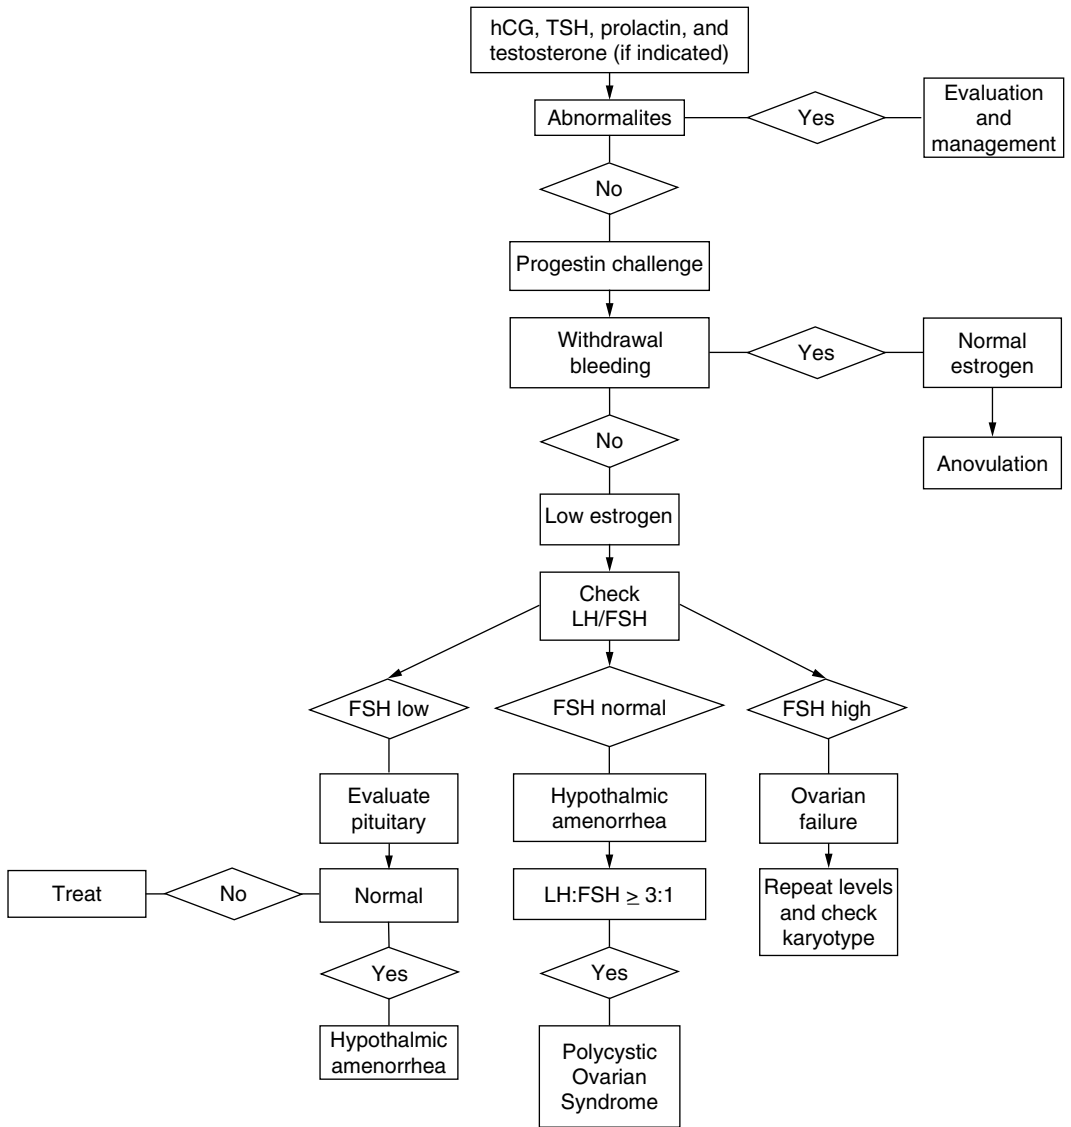 hCG, TSH, prolactin, and
testosterone (if indicated)
Abnormalites
Yes
Evaluation
and
management
No
Progestin challenge
Withdrawal
bleeding
Yes
Normal
estrogen
No
Anovulation
Low estrogen
Check
LH/FSH
FSH low
FSH normal
FSH high
Evaluate
pituitary
Hypothalmic
amenorrhea
Ovarian
failure
Treat
No
Normal
LH:FSH ≥ 3:1
Repeat levels
and check
karyotype
Yes
Yes
Hypothalmic
amenorrhea
Polycystic
Ovarian
Syndrome